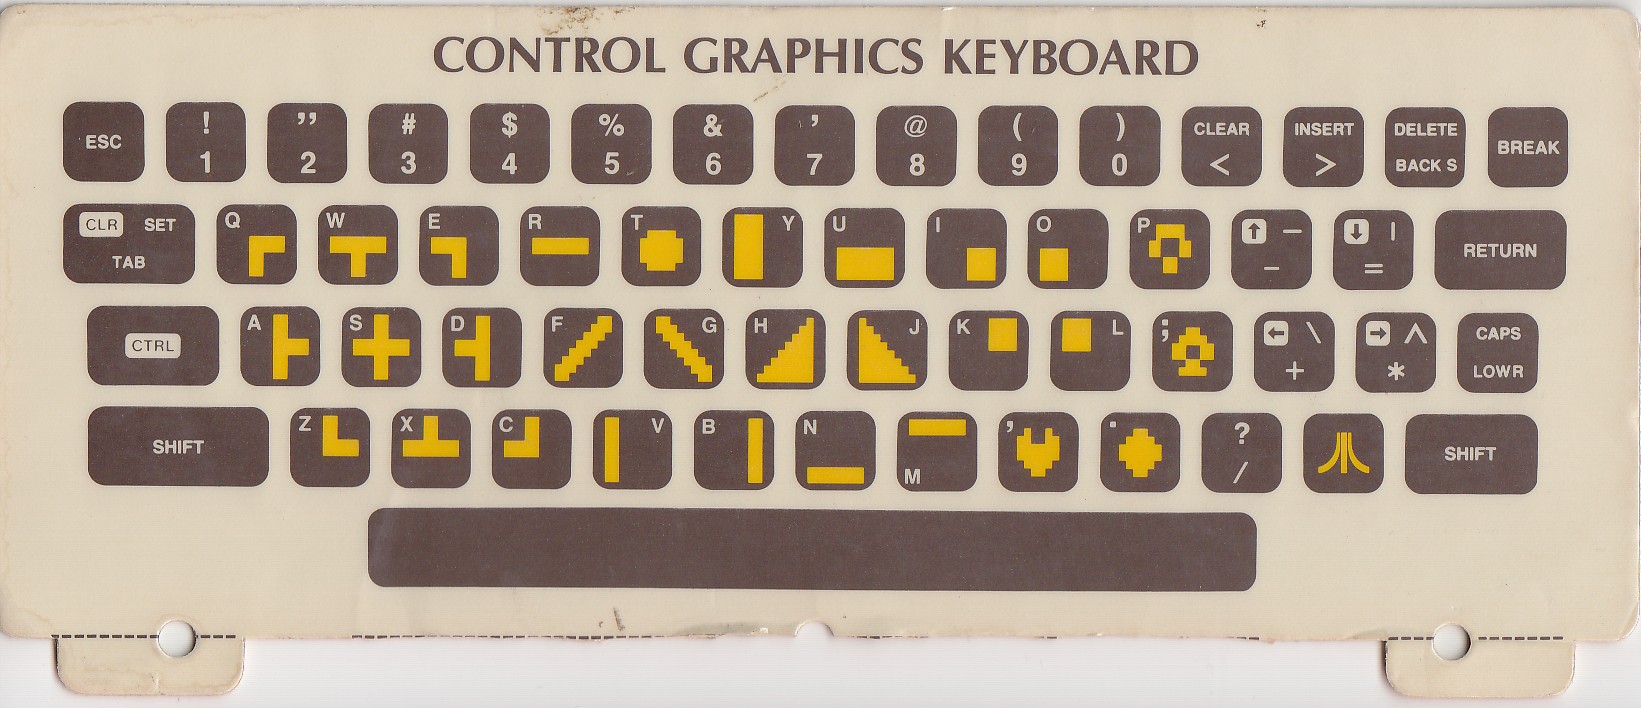 CONTROL GRAPHICS KEYBOARD
ESC ! 1 ” 2 # 3 $ 4 % 5 & 6 ’ 7 @ 8 ( 9 ) 0 CLEAR < INSERT > DELETE BACK S BREAK
CLR SET TAB Q W E R T Y U I O P ↑ — – ↓ | = RETURN
CTRL A S D F G H J K L ; ← \ + → ^ * CAPS LOWR
SHIFT Z X C V B N M , . ? / SHIFT